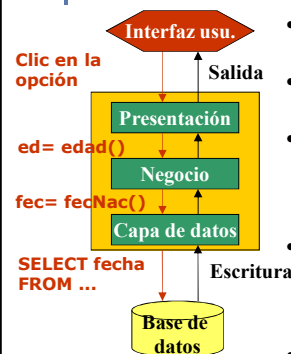 Interfaz usu.
Clic en la
opción
Salida
Presentación
ed= edad()
Negocio
fec= fecNac()
Capa de datos
SELECT fecha
FROM ...
Escritura
Base de
datos